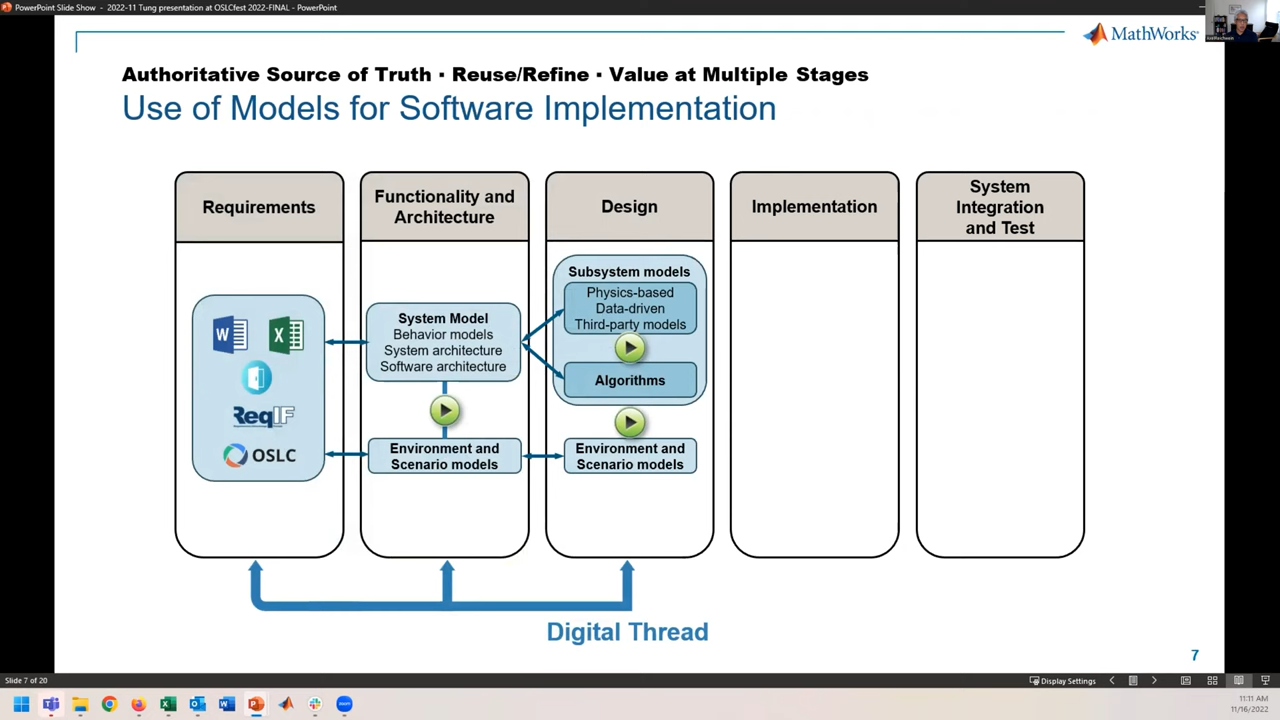 PowerPoint Slide Show - 2022-11 Tung presentation at OSLCfest 2022-FINAL - PowerPoint
MathWorks
Authoritative Source of Truth · Reuse/Refine · Value at Multiple Stages
Use of Models for Software Implementation
Requirements
W
X
ReqIF
OSLC
Functionality and
Architecture
System Model
Behavior models
System architecture
Software architecture
Environment and
Scenario models
Design
Subsystem models
Physics-based
Data-driven
Third-party models
Algorithms
Environment and
Scenario models
Implementation
System
Integration
and Test
Digital Thread
7
Slide 7 of 20
Display Settings
11:11 AM
11/16/2022